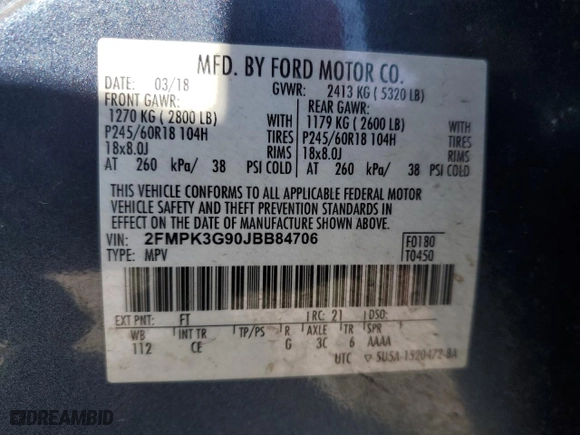 MFD. BY FORD MOTOR CO.
DATE: 03/18 GVWR: 2413 KG ( 5320 LB)
FRONT GAWR: REAR GAWR:
1270 KG ( 2800 LB) WITH 1179 KG ( 2600 LB) WITH
P245/60R18 104H TIRES P245/60R18 104H TIRES
18x8.0J RIMS 18x8.0J RIMS
AT 260 kPa/ 38 PSI COLD AT 260 kPa/ 38 PSI COLD
THIS VEHICLE CONFORMS TO ALL APPLICABLE FEDERAL MOTOR
VEHICLE SAFETY AND THEFT PREVENTION STANDARDS IN
EFFECT ON THE DATE OF MANUFACTURE SHOWN ABOVE.
VIN: 2FMPK3G90JBB84706 F0180
TYPE: MPV T0450
EXT PNT: FT RC: 21 DSO:
WB INT TR TP/PS R AXLE TR SPR
112 CE G 3C 6 AAAA
UTC SUSA-1520472-BA
DREAMBID